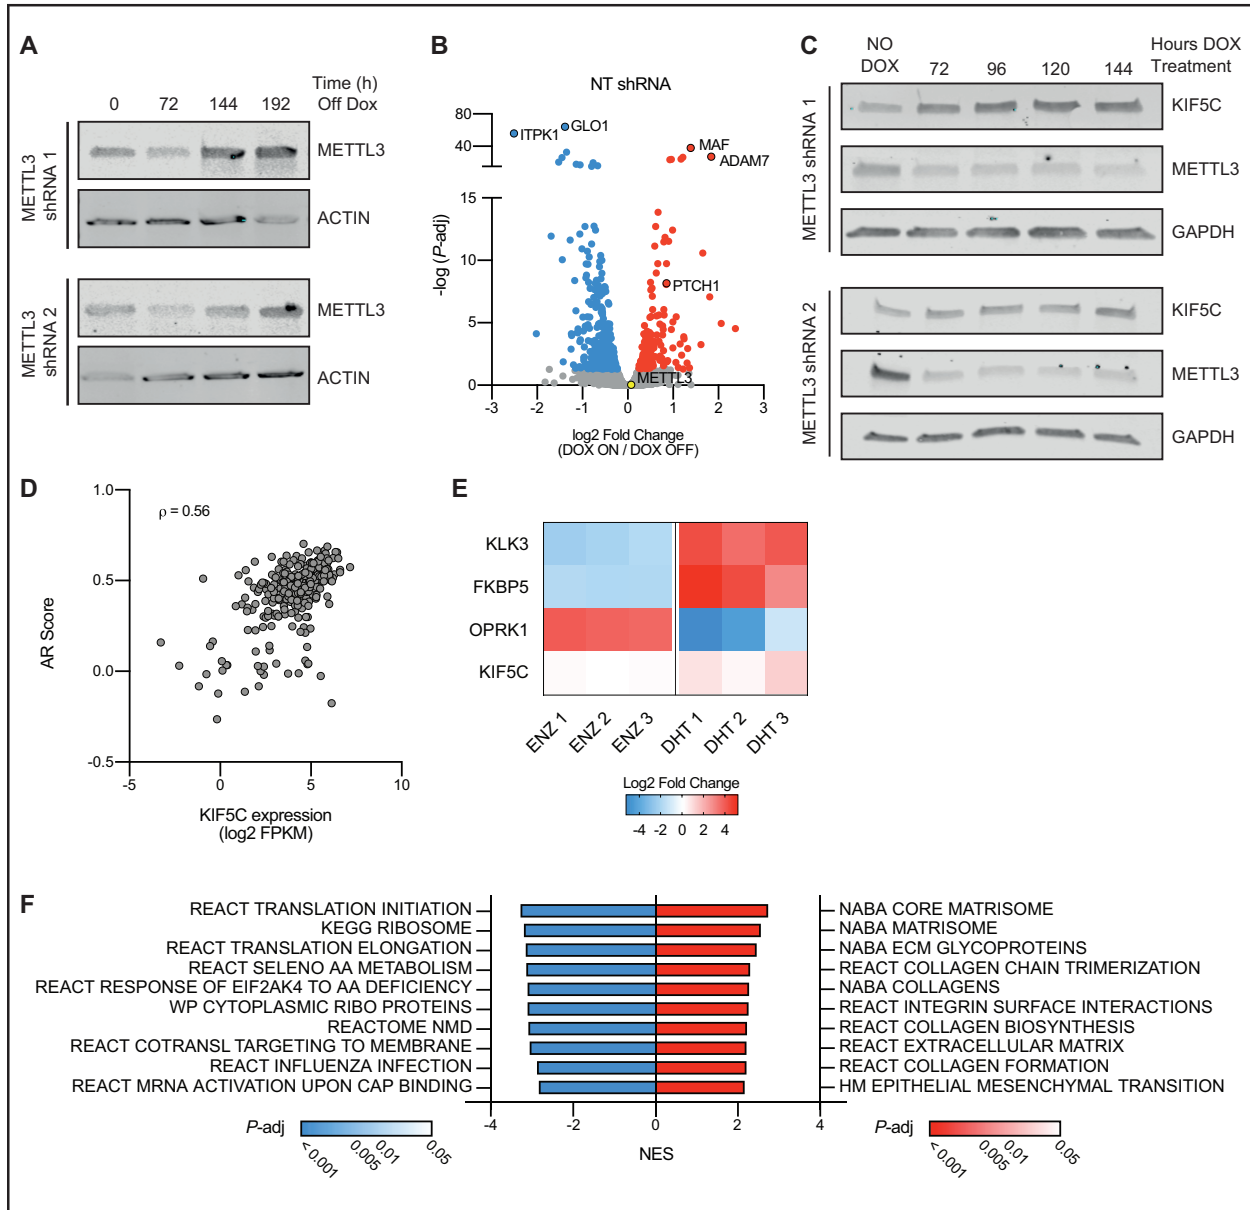 A
Time (h)
0 72 144 192 Off Dox
METTL3 shRNA 1
METTL3
ACTIN
METTL3 shRNA 2
METTL3
ACTIN
B
NT shRNA
80
40
15
10
5
0
-log (P-adj)
ITPK1
GLO1
MAF
ADAM7
PTCH1
METTL3
-3 -2 -1 0 1 2 3
log2 Fold Change
(DOX ON / DOX OFF)
C
NO DOX 72 96 120 144
Hours DOX
Treatment
METTL3 shRNA 1
KIF5C
METTL3
GAPDH
METTL3 shRNA 2
KIF5C
METTL3
GAPDH
D
1.0
0.5
0.0
-0.5
AR Score
ρ = 0.56
-5 0 5 10
KIF5C expression
(log2 FPKM)
E
KLK3
FKBP5
OPRK1
KIF5C
ENZ 1 ENZ 2 ENZ 3 DHT 1 DHT 2 DHT 3
Log2 Fold Change
-4 -2 0 2 4
F
REACT TRANSLATION INITIATION
KEGG RIBOSOME
REACT TRANSLATION ELONGATION
REACT SELENO AA METABOLISM
REACT RESPONSE OF EIF2AK4 TO AA DEFICIENCY
WP CYTOPLASMIC RIBO PROTEINS
REACTOME NMD
REACT COTRANSL TARGETING TO MEMBRANE
REACT INFLUENZA INFECTION
REACT MRNA ACTIVATION UPON CAP BINDING
NABA CORE MATRISOME
NABA MATRISOME
NABA ECM GLYCOPROTEINS
REACT COLLAGEN CHAIN TRIMERIZATION
NABA COLLAGENS
REACT INTEGRIN SURFACE INTERACTIONS
REACT COLLAGEN BIOSYNTHESIS
REACT EXTRACELLULAR MATRIX
REACT COLLAGEN FORMATION
HM EPITHELIAL MESENCHYMAL TRANSITION
-4 -2 0 2 4
NES
P-adj
< 0.001 0.005 0.01 0.05
P-adj
< 0.001 0.005 0.01 0.05